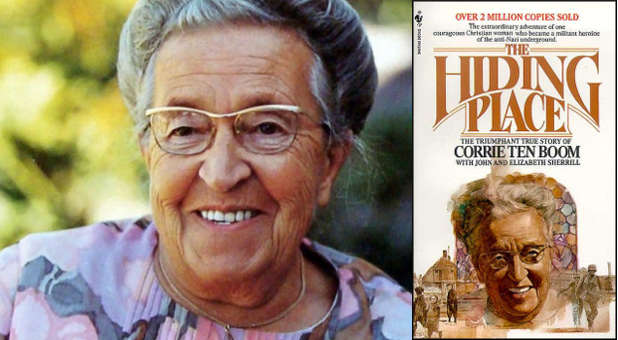 OVER 2 MILLION COPIES SOLD
The extraordinary adventure of one
courageous Christian woman who became a militant heroine
of the anti-Nazi underground.
THE
HIDING
PLACE
THE TRIUMPHANT TRUE STORY OF
CORRIE TEN BOOM
WITH JOHN AND ELIZABETH SHERRILL